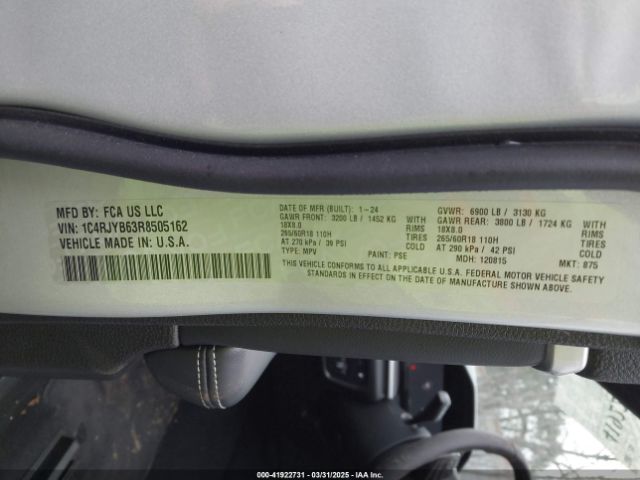 MFD BY: FCA US LLC
VIN: 1C4RJYB63R8505162
VEHICLE MADE IN: U.S.A.
DATE OF MFR (BUILT): 1-24
GAWR FRONT: 3200 LB / 1452 KG
WITH
18X8.0
RIMS
265/60R18 110H
TIRES
AT 270 kPa / 39 PSI
COLD
TYPE: MPV
PAINT: PSE
GVWR: 6900 LB / 3130 KG
GAWR REAR: 3800 LB / 1724 KG
WITH
18X8.0
RIMS
265/60R18 110H
TIRES
AT 290 kPa / 42 PSI
COLD
MDH: 120815
MKT: 875
THIS VEHICLE CONFORMS TO ALL APPLICABLE U.S.A. FEDERAL MOTOR VEHICLE SAFETY
STANDARDS IN EFFECT ON THE DATE OF MANUFACTURE SHOWN ABOVE.
000-41922731 - 03/31/2025 - IAA Inc.